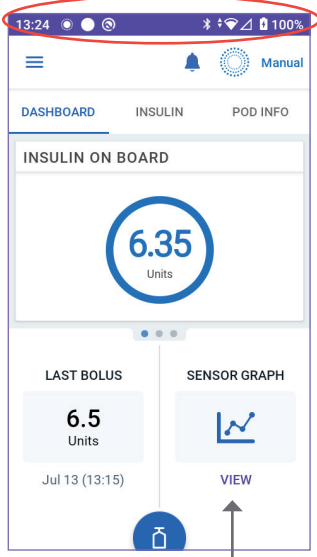 13:24 100%
Manual
DASHBOARD INSULIN POD INFO
INSULIN ON BOARD
6.35
Units
LAST BOLUS SENSOR GRAPH
6.5
Units
Jul 13 (13:15) VIEW